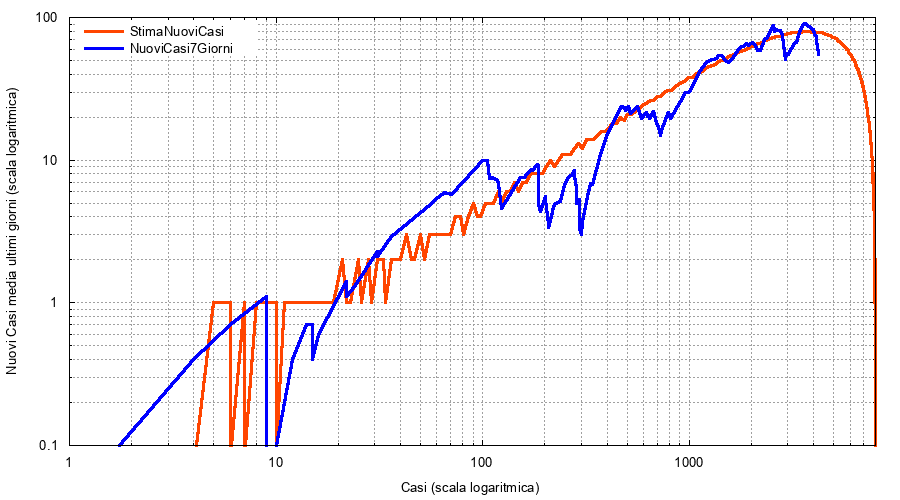 100
StimaNuoviCasi
NuoviCasi7Giorni
10
1
0.1
Nuovi Casi media ultimi giorni (scala logaritmica)
1
10
100
1000
Casi (scala logaritmica)